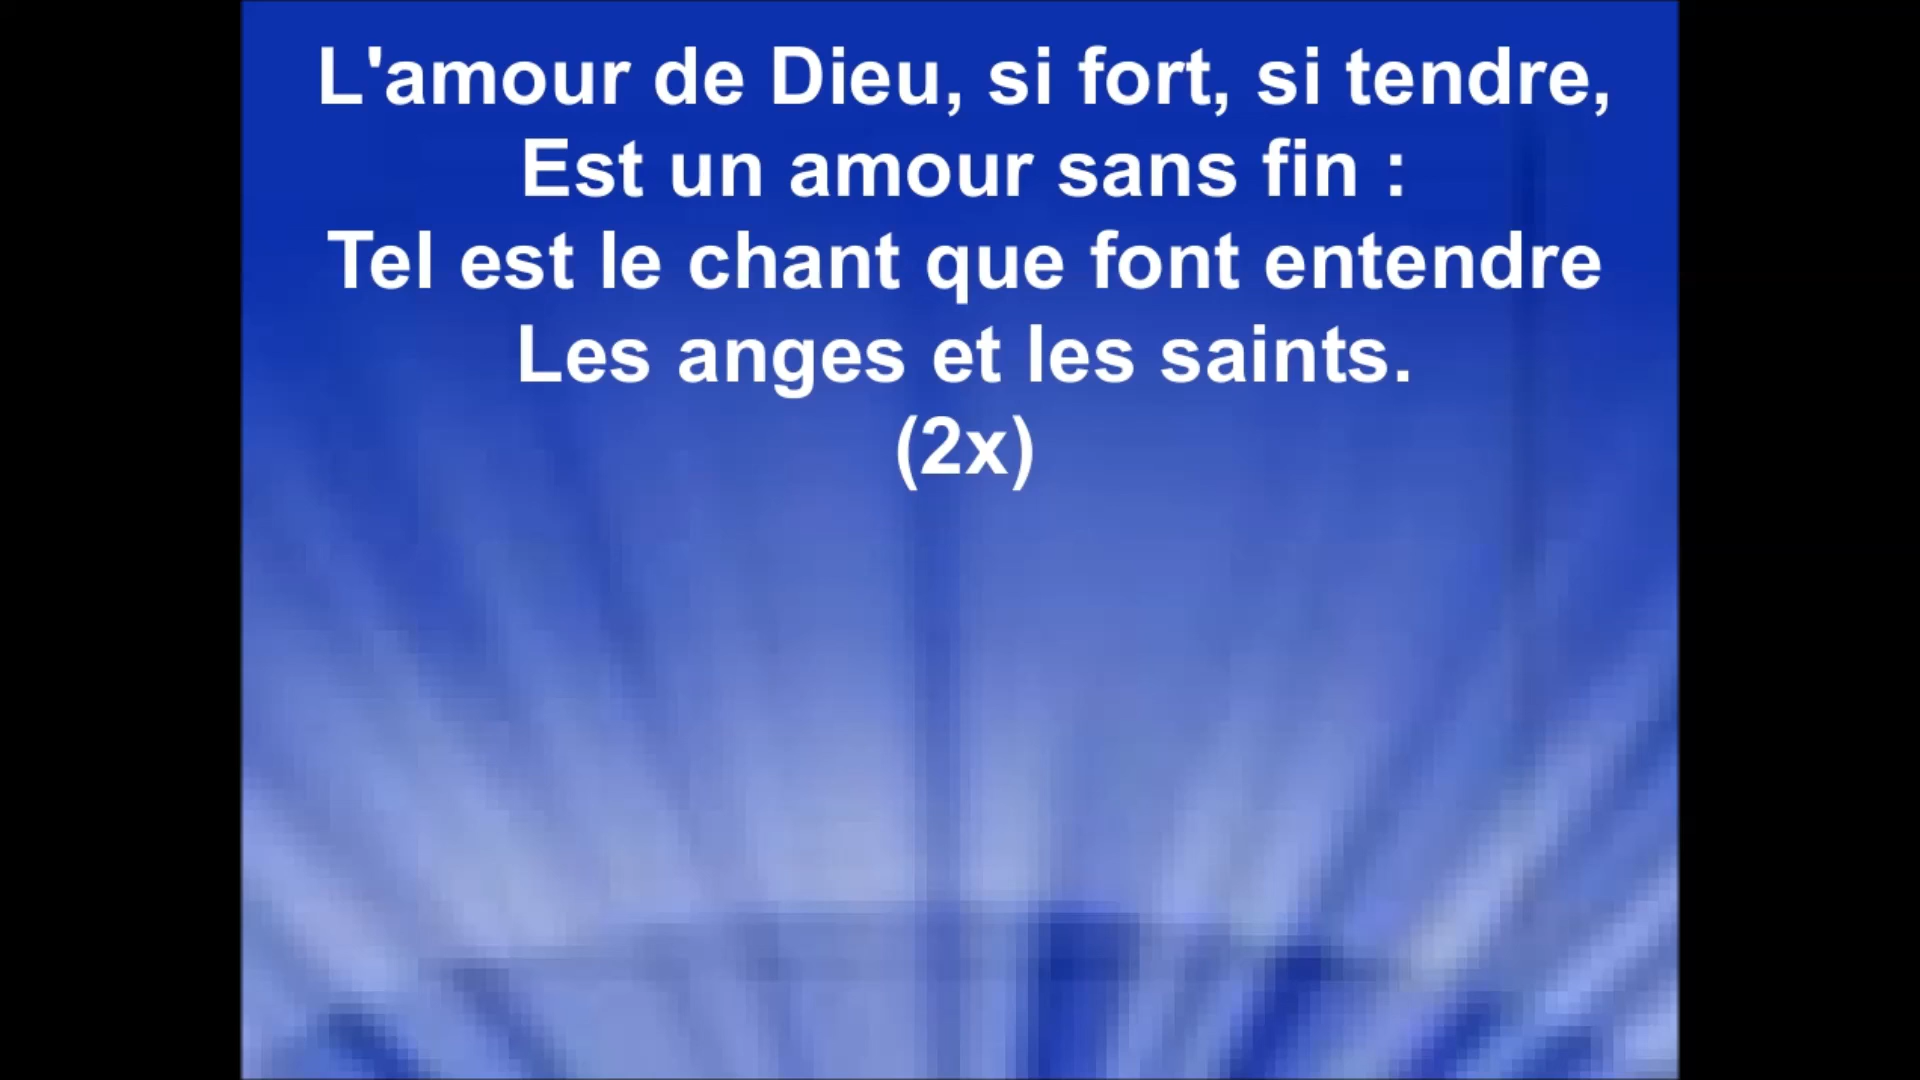 L'amour de Dieu, si fort, si tendre,
Est un amour sans fin :
Tel est le chant que font entendre
Les anges et les saints.
(2x)